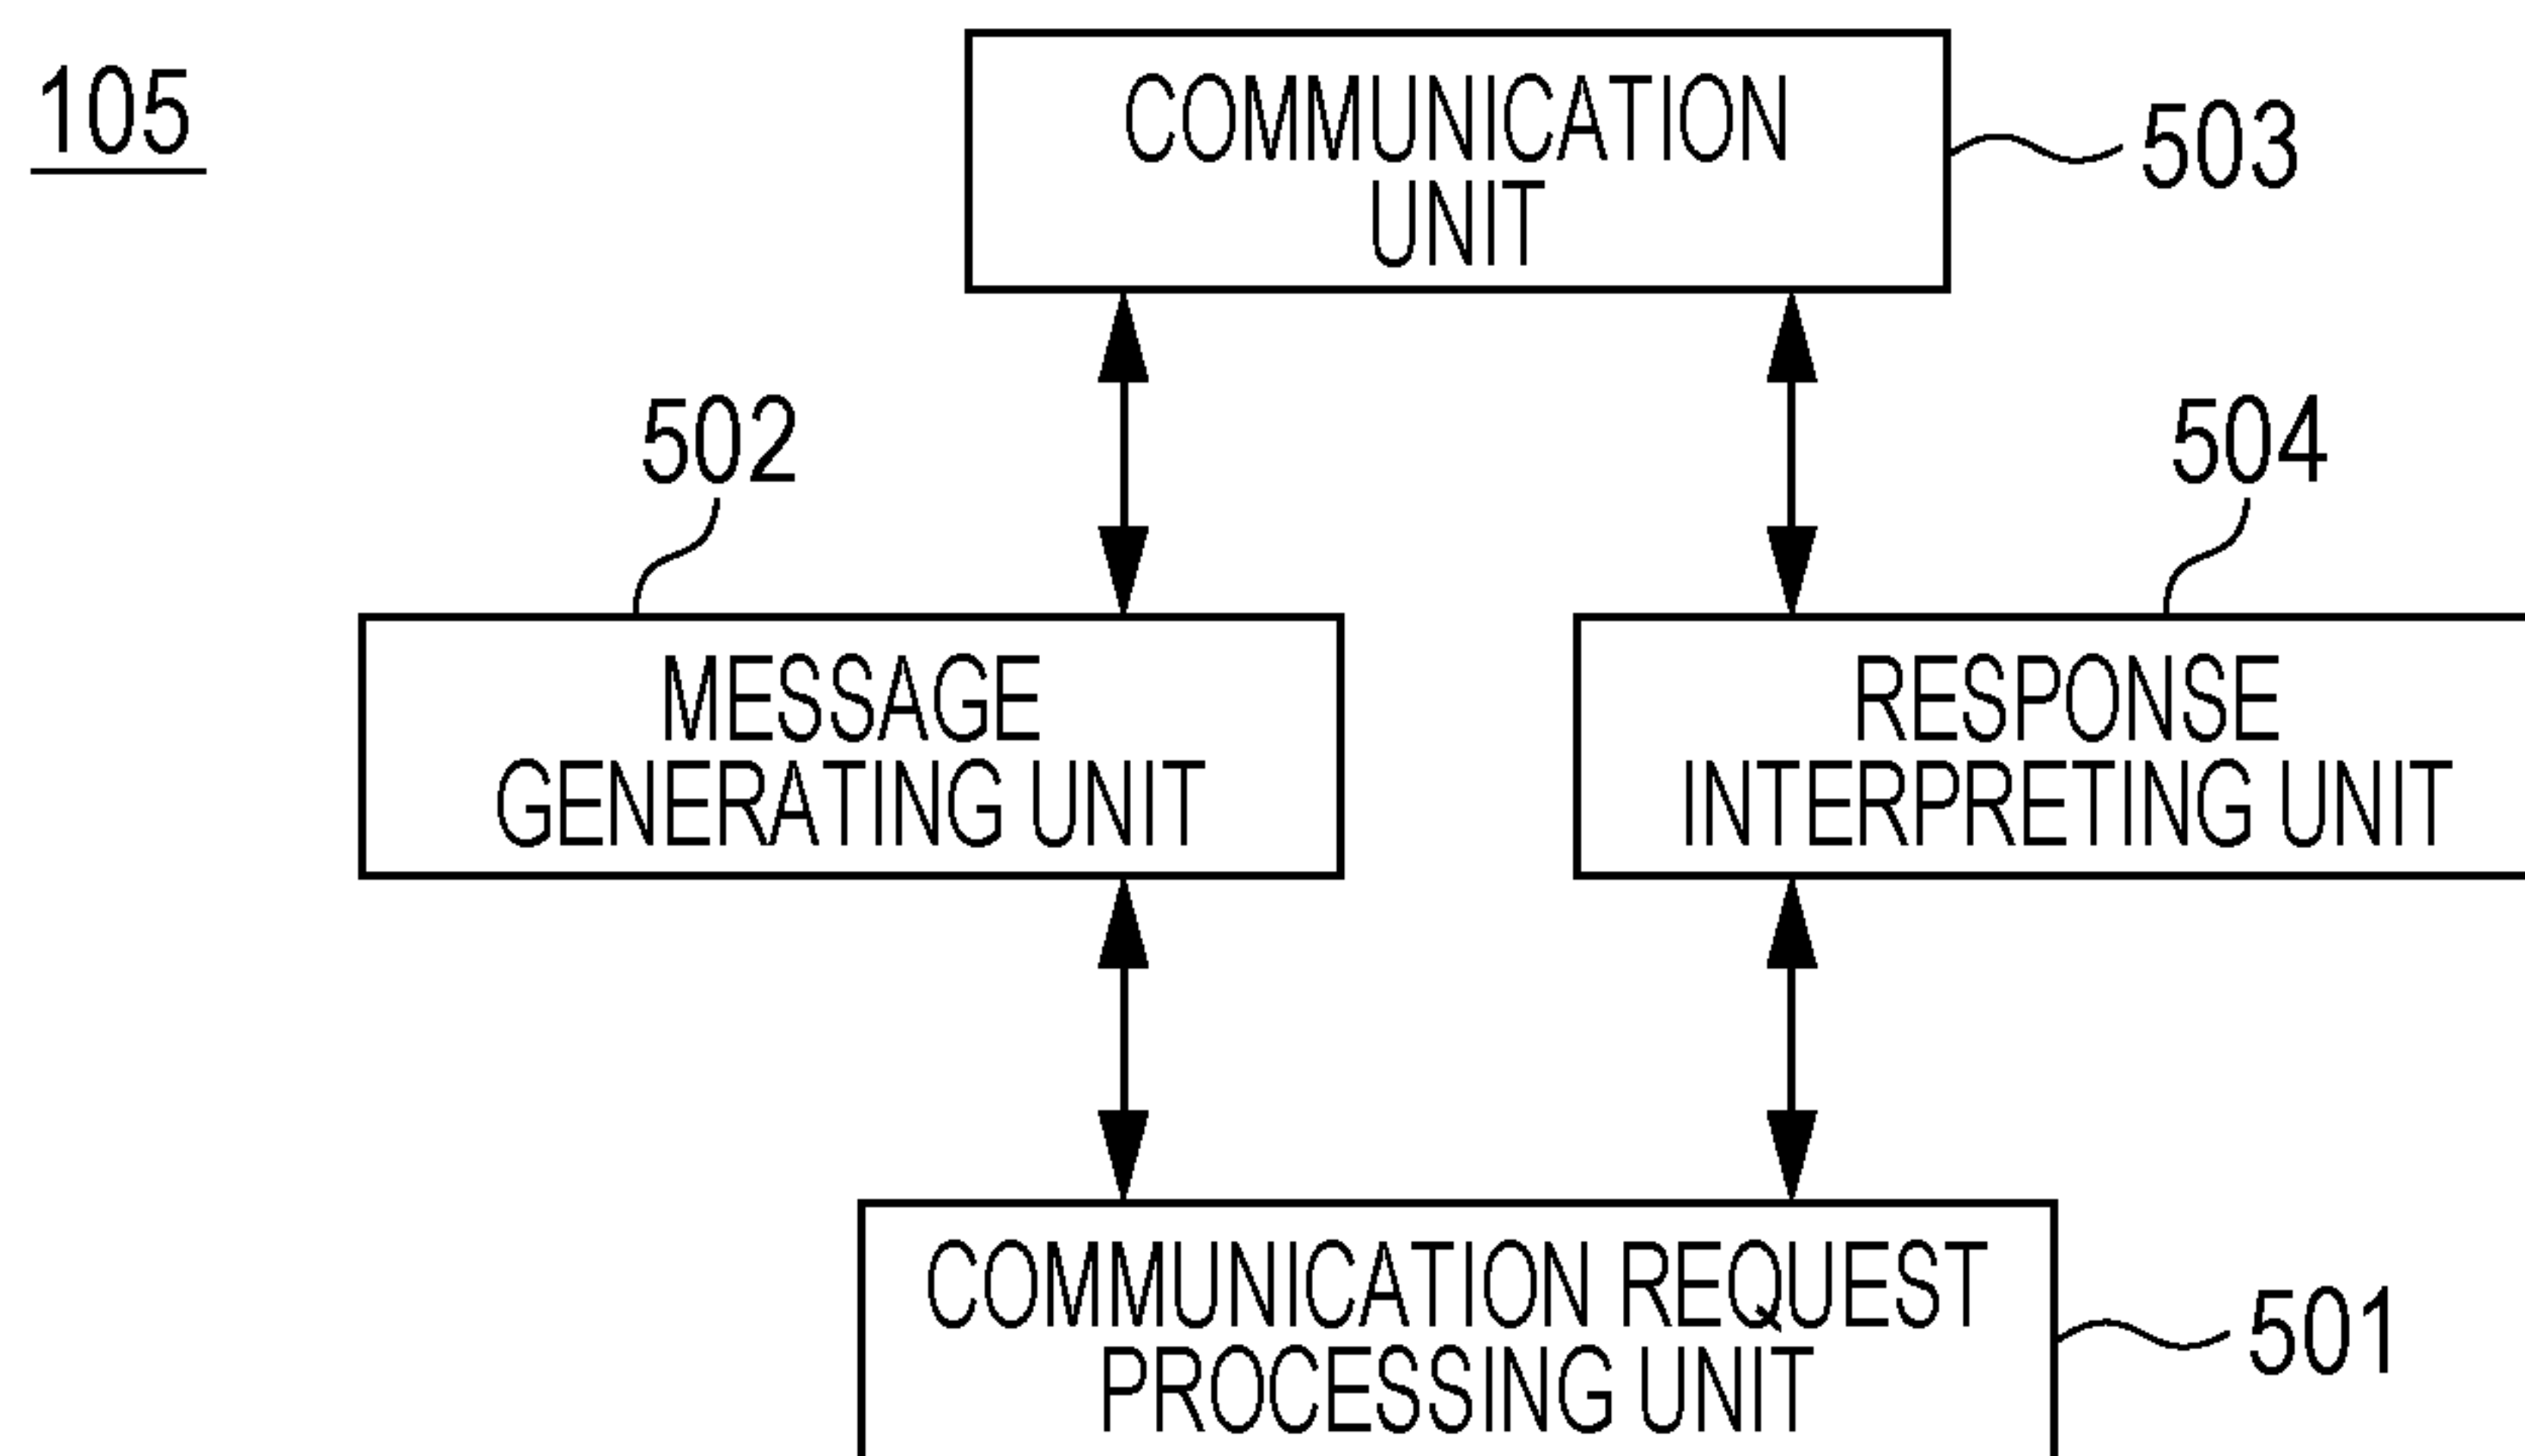 105
COMMUNICATION
UNIT
503
502
504
MESSAGE
GENERATING UNIT
RESPONSE
INTERPRETING UNIT
COMMUNICATION REQUEST
PROCESSING UNIT
501